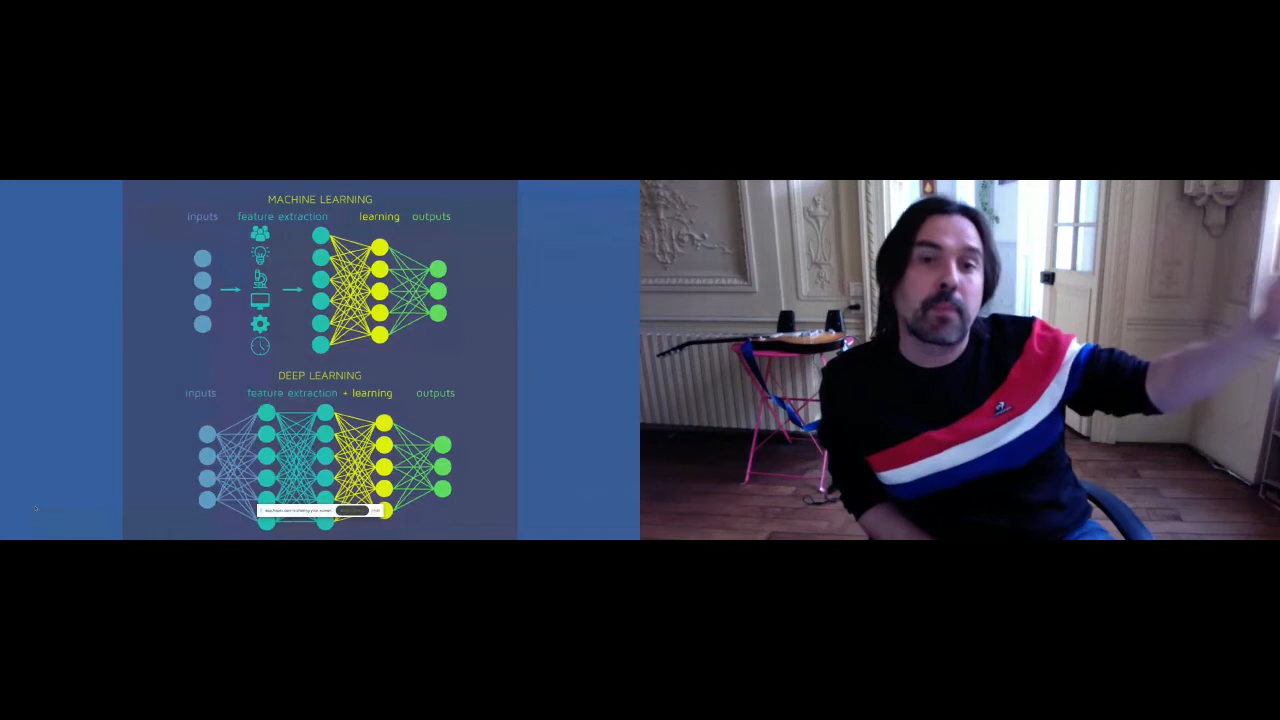 MACHINE LEARNING
inputs feature extraction learning outputs
DEEP LEARNING
inputs feature extraction + learning outputs